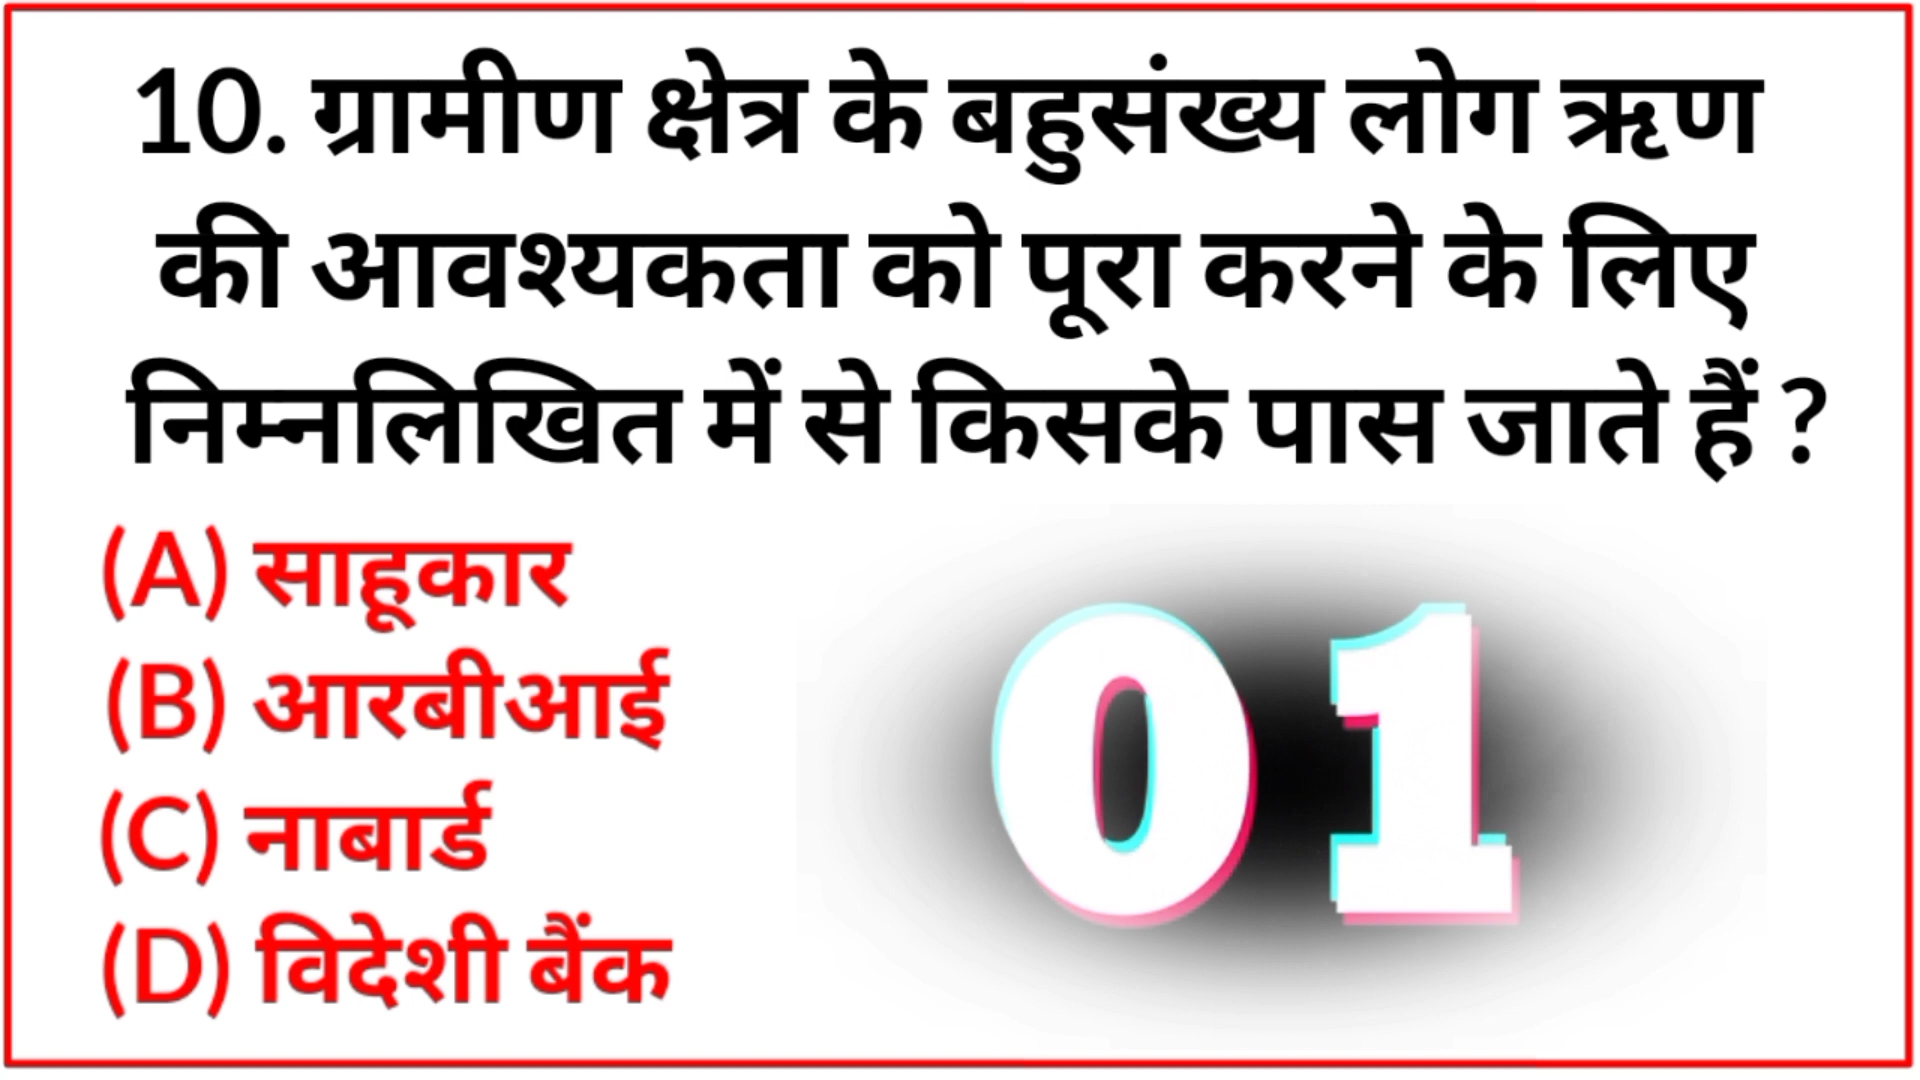 10. ग्रामीण क्षेत्र के बहुसंख्य लोग ऋण
की आवश्यकता को पूरा करने के लिए
निम्नलिखित में से किसके पास जाते हैं ?
(A) साहूकार
(B) आरबीआई
(C) नाबार्ड
(D) विदेशी बैंक
01